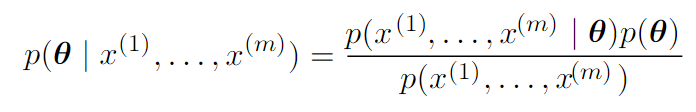 p(θ | x⁽¹⁾, . . . , x⁽ᵐ⁾) = p(x⁽¹⁾, . . . , x⁽ᵐ⁾ | θ)p(θ) / p(x⁽¹⁾, . . . , x⁽ᵐ⁾)